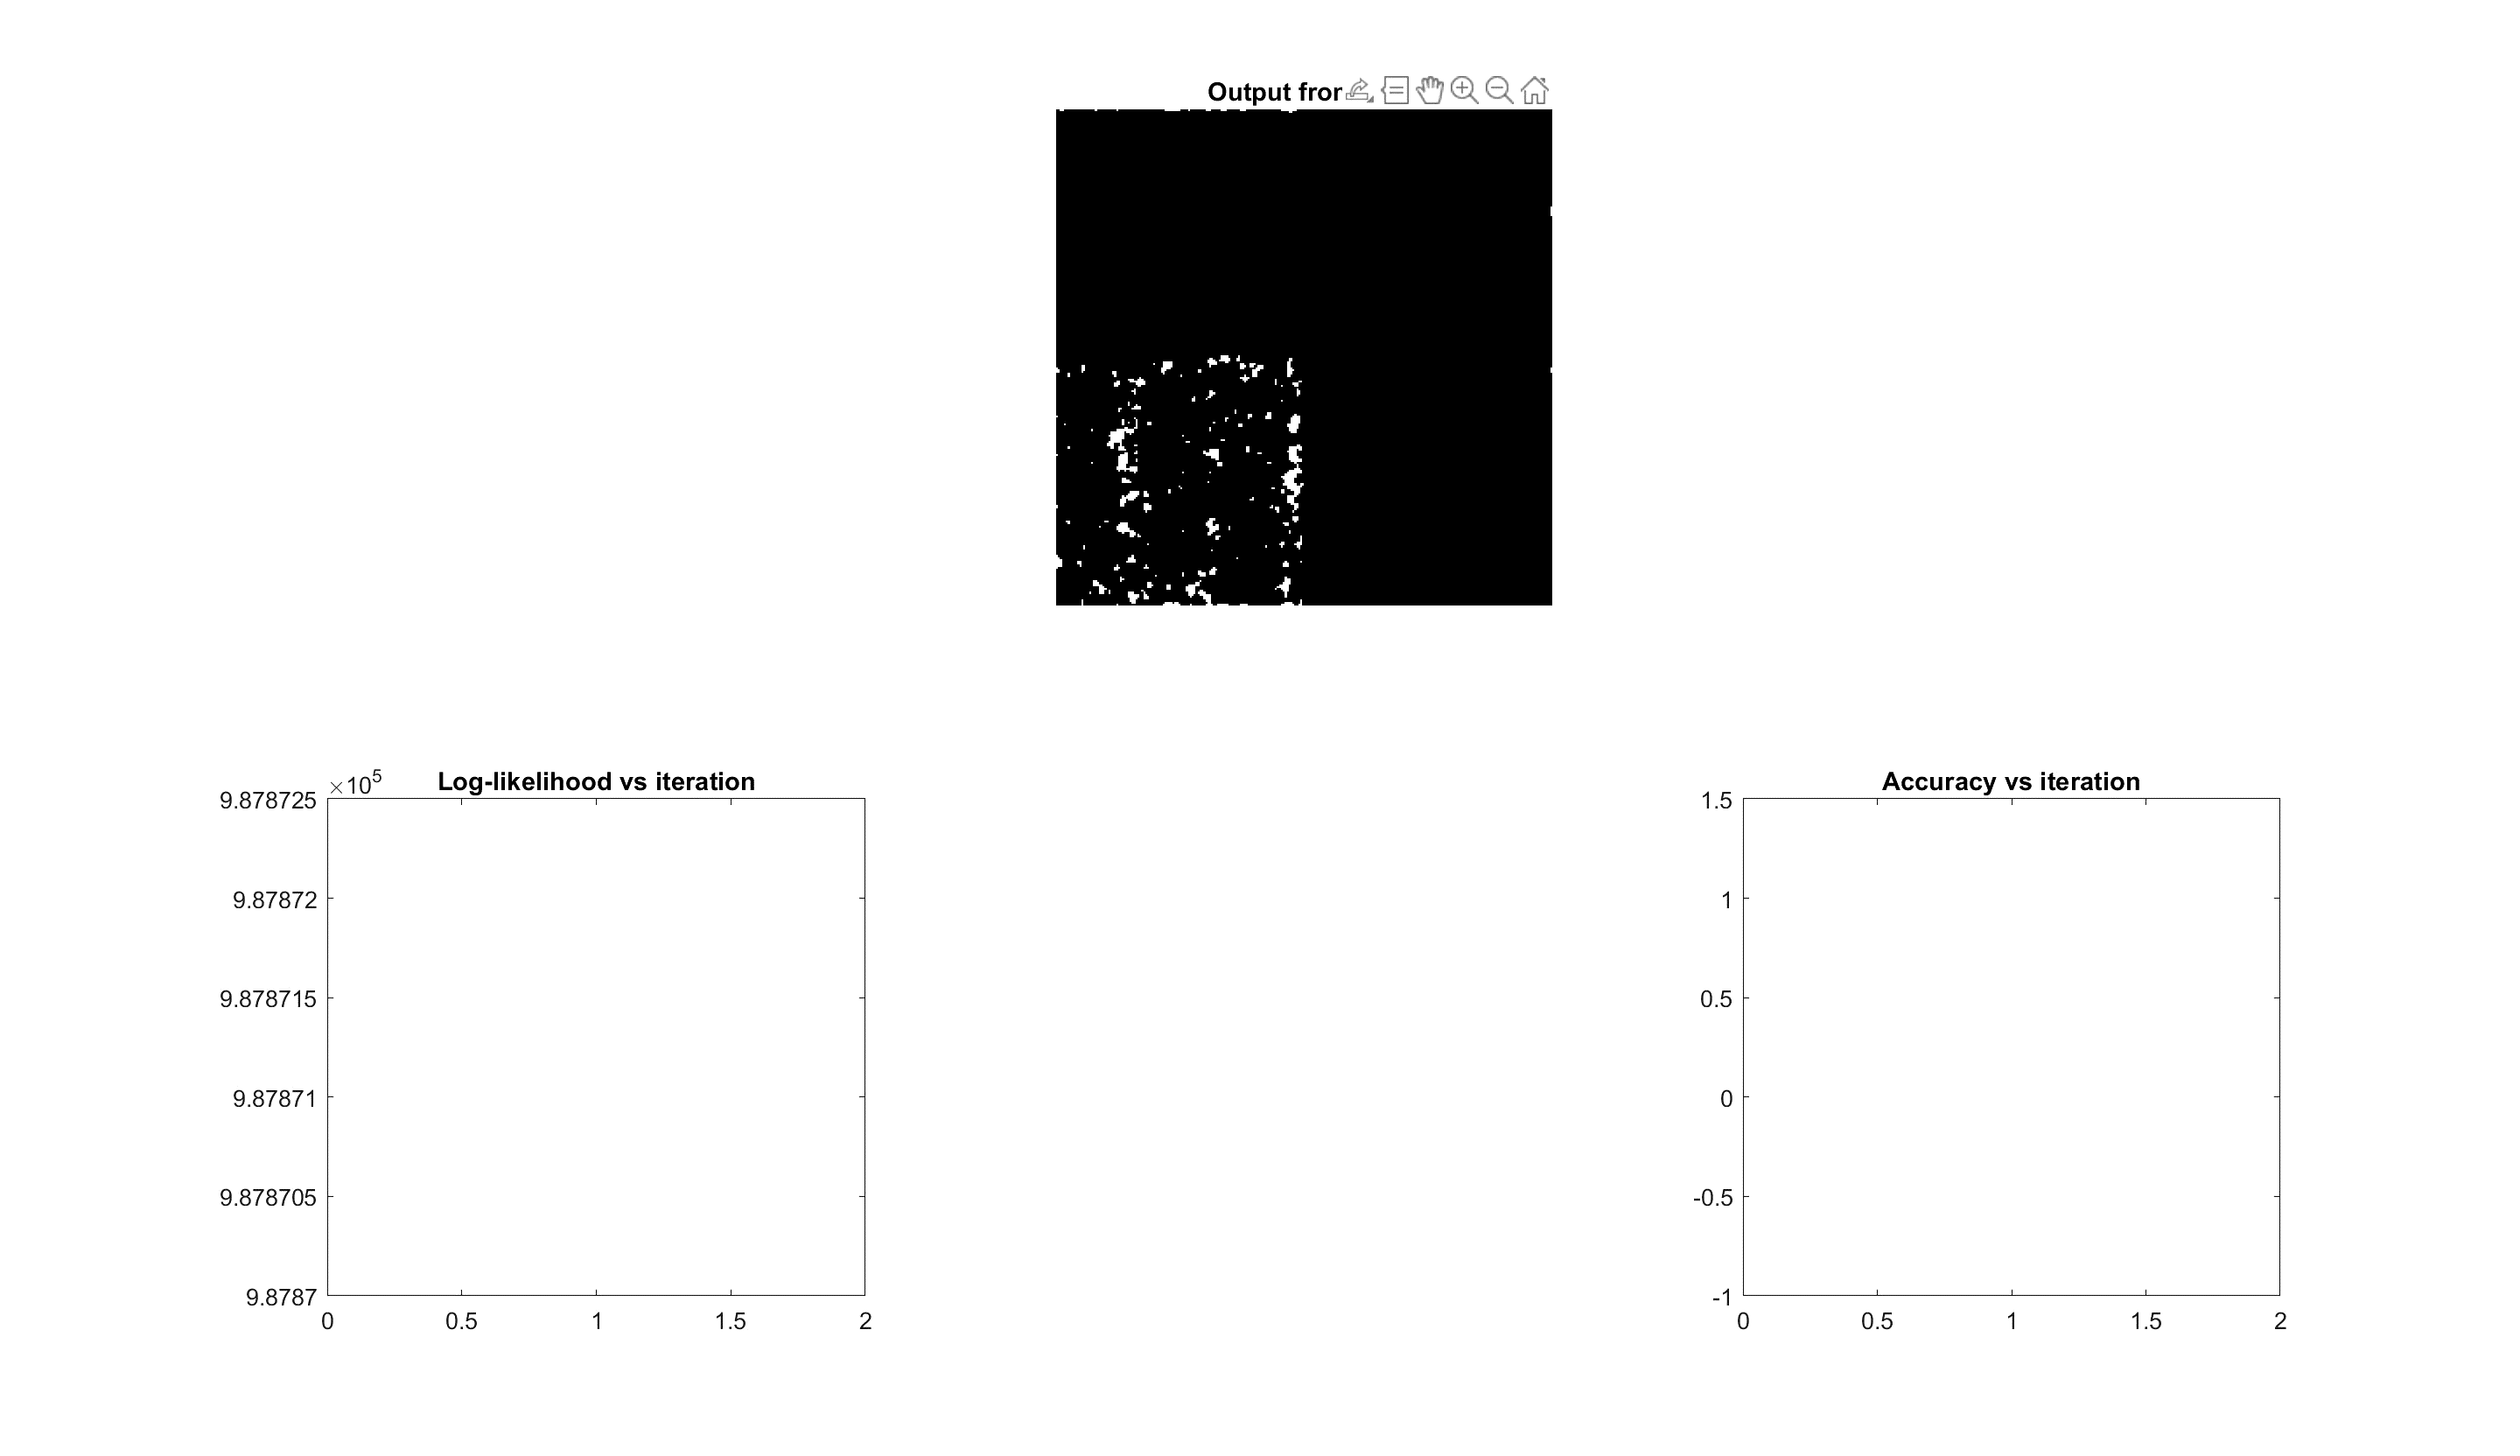 Output fror
×10^5
Log-likelihood vs iteration
9.878725
9.87872
9.878715
9.87871
9.878705
9.8787
0 0.5 1 1.5 2
Accuracy vs iteration
1.5
1
0.5
0
-0.5
-1
0 0.5 1 1.5 2